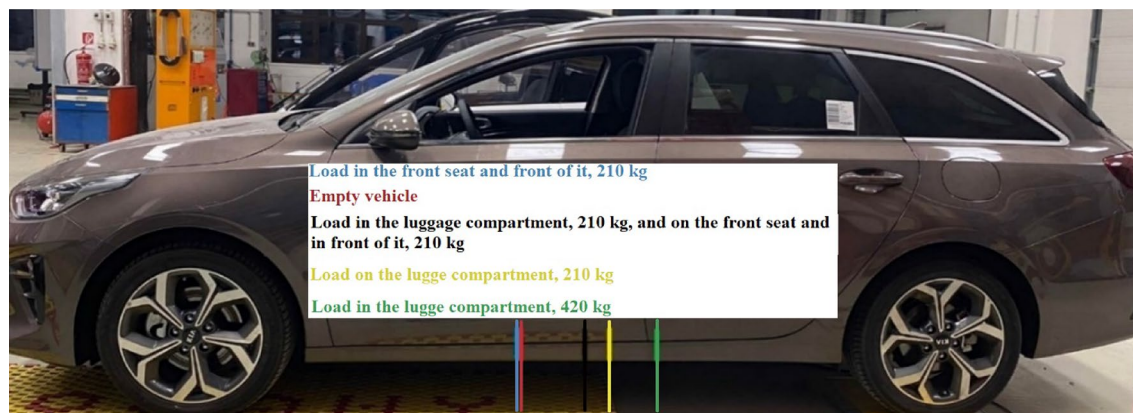 Load in the front seat and front of it, 210 kg
Empty vehicle
Load in the luggage compartment, 210 kg, and on the front seat and
in front of it, 210 kg
Load on the lugge compartment, 210 kg
Load in the lugge compartment, 420 kg
KIA